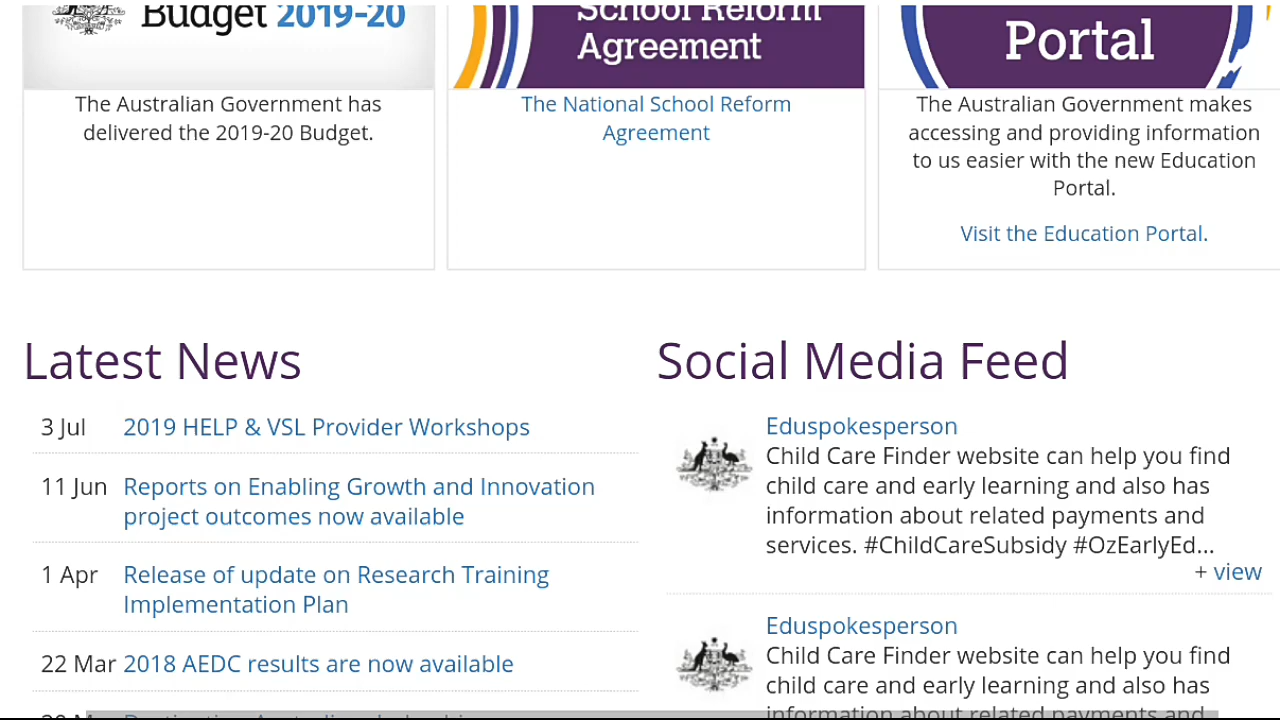 Budget 2019-20
School Reform
Agreement
Portal
The Australian Government has
delivered the 2019-20 Budget.
The National School Reform
Agreement
The Australian Government makes
accessing and providing information
to us easier with the new Education
Portal.
Visit the Education Portal.
Latest News
3 Jul 2019 HELP & VSL Provider Workshops
11 Jun Reports on Enabling Growth and Innovation
project outcomes now available
1 Apr Release of update on Research Training
Implementation Plan
22 Mar 2018 AEDC results are now available
Social Media Feed
Eduspokesperson
Child Care Finder website can help you find
child care and early learning and also has
information about related payments and
services. #ChildCareSubsidy #OzEarlyEd...
+ view
Eduspokesperson
Child Care Finder website can help you find
child care and early learning and also has
information about related payments and